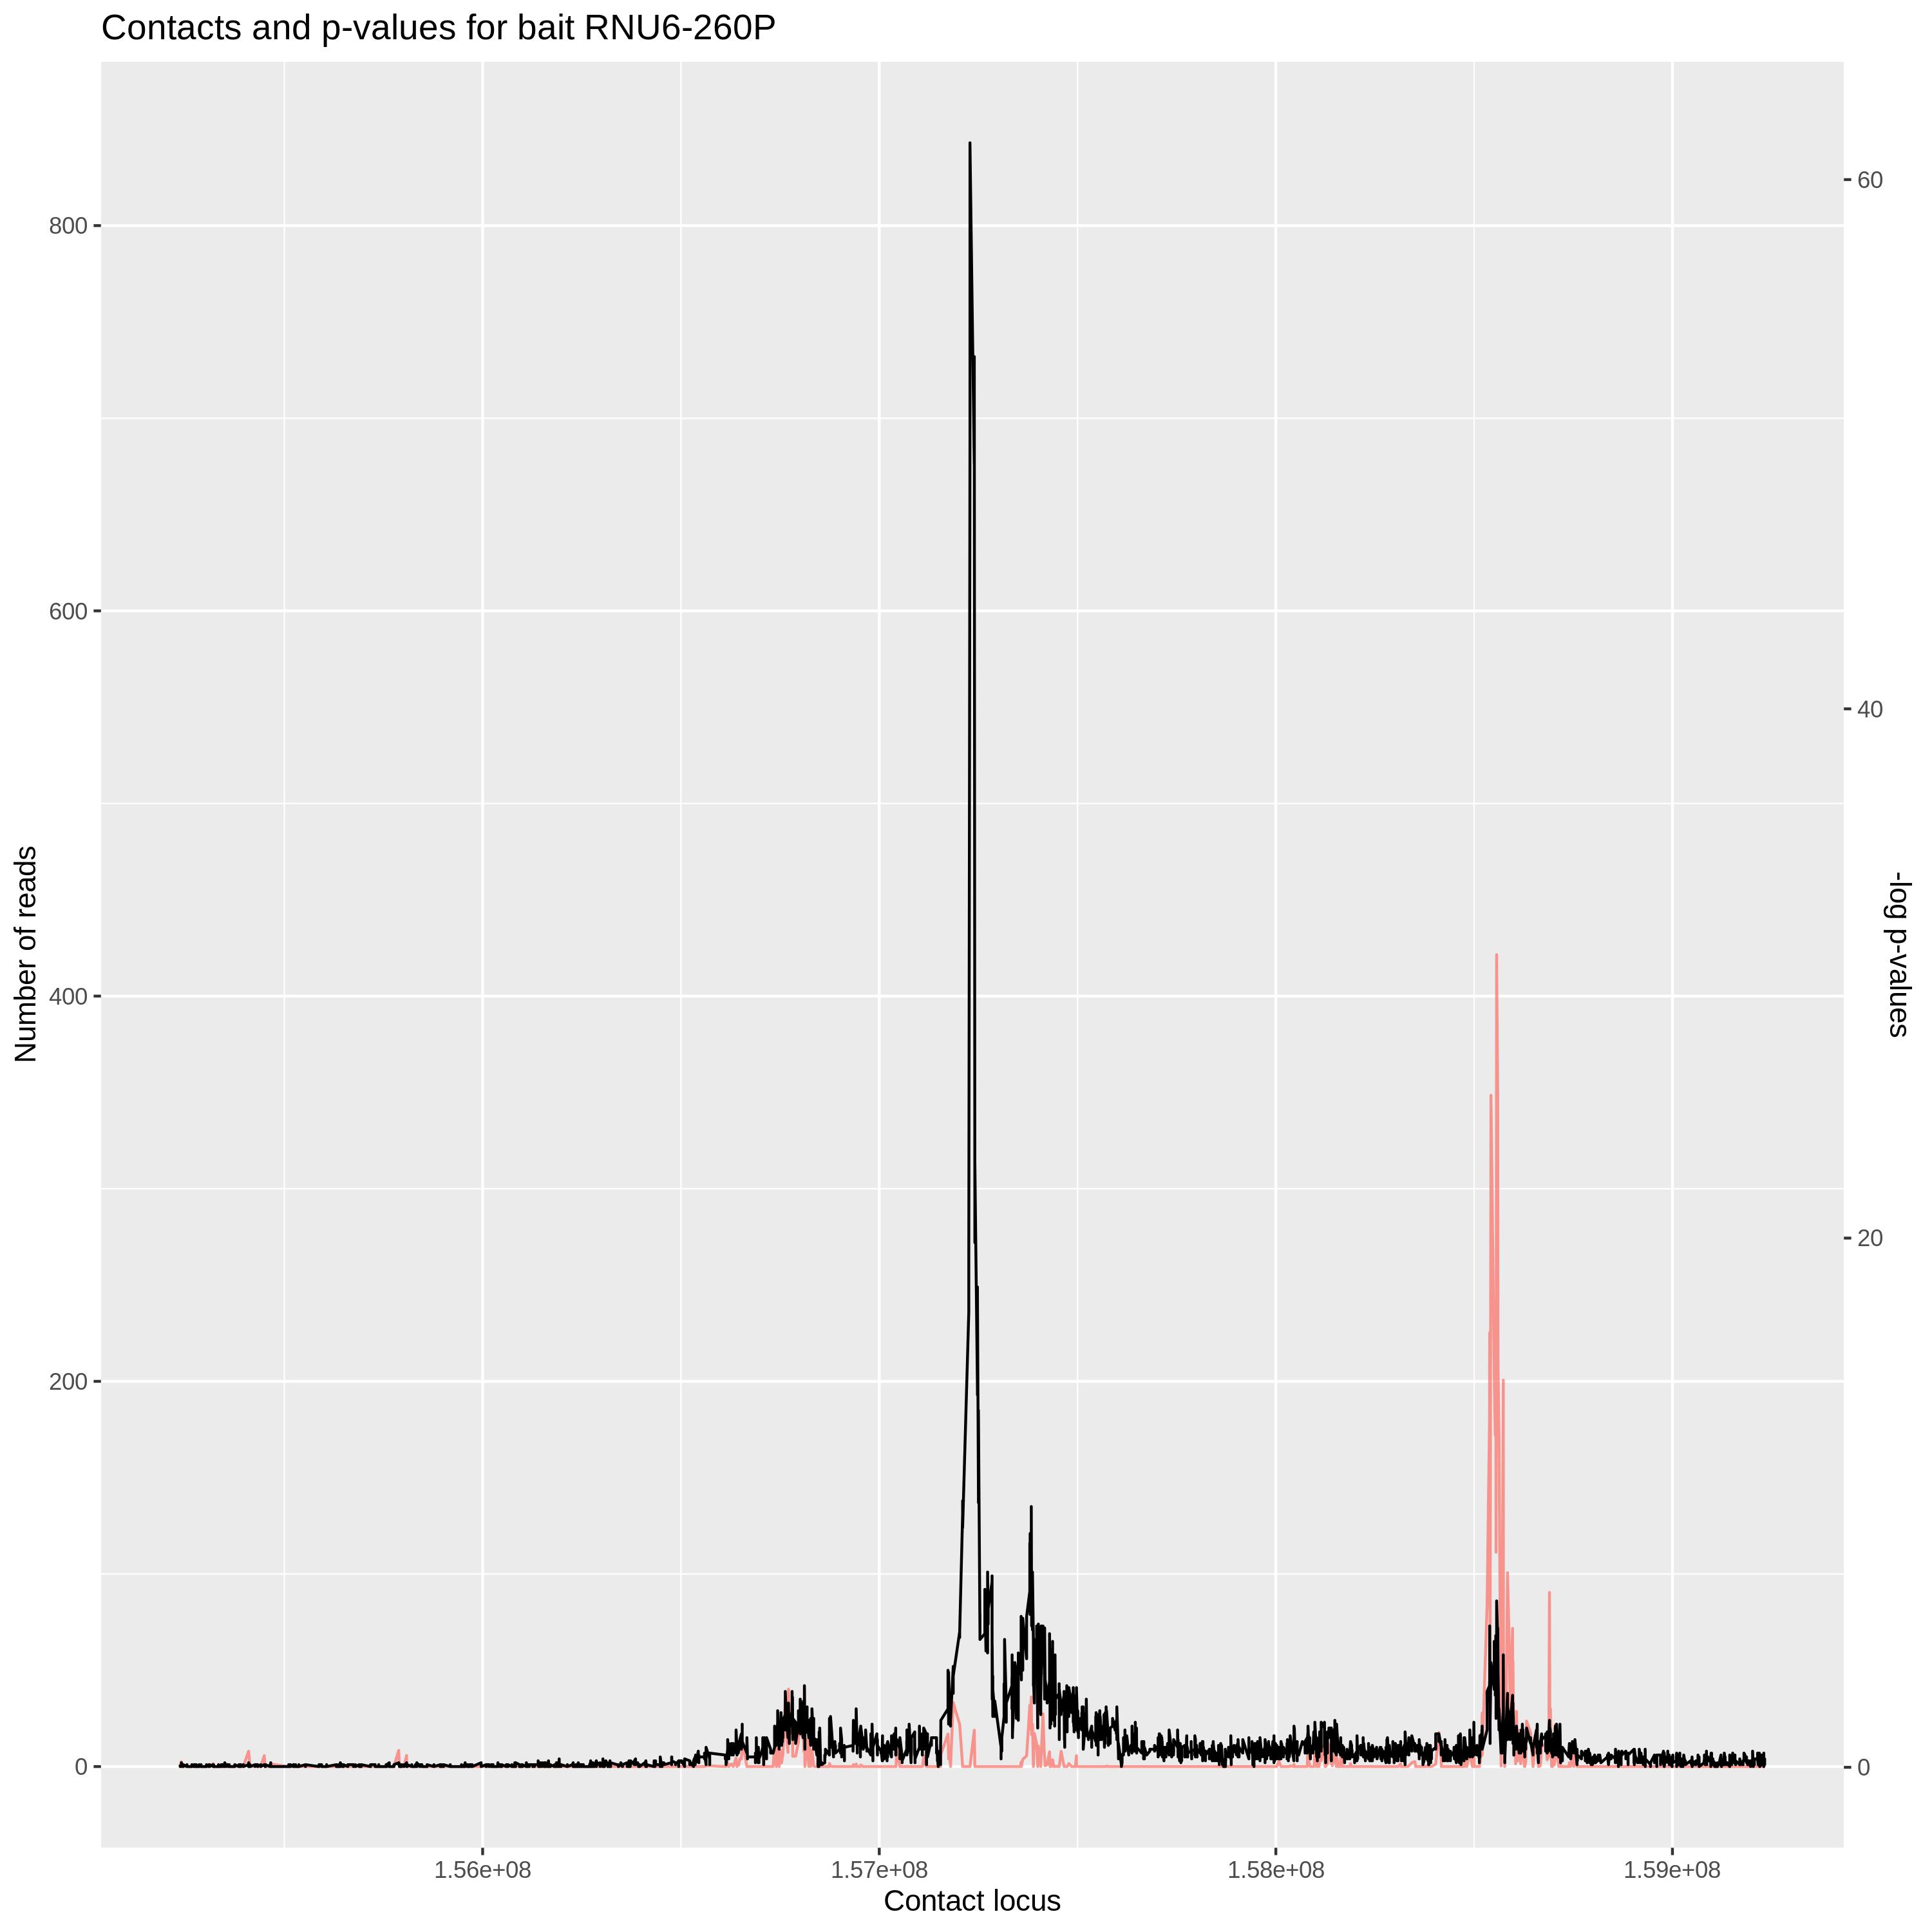 Contacts and p-values for bait RNU6-260P
800
600
400
200
0
Number of reads
60
40
20
0
-log p-values
1.56e+08
1.57e+08
1.58e+08
1.59e+08
Contact locus